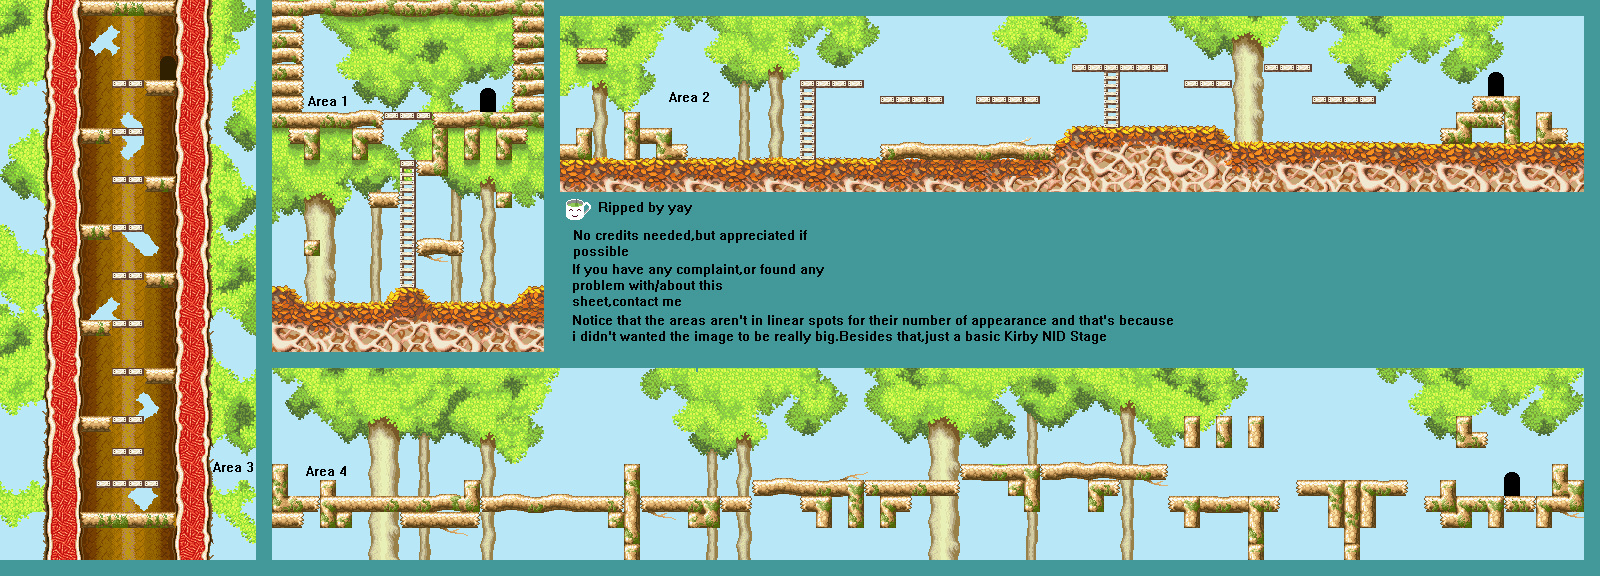 Area 1
Area 2
Ripped by yay
No credits needed,but appreciated if
possible
If you have any complaint,or found any
problem with/about this
sheet,contact me
Notice that the areas aren't in linear spots for their number of appearance and that's because
i didn't wanted the image to be really big.Besides that,just a basic Kirby NID Stage
Area 3
Area 4